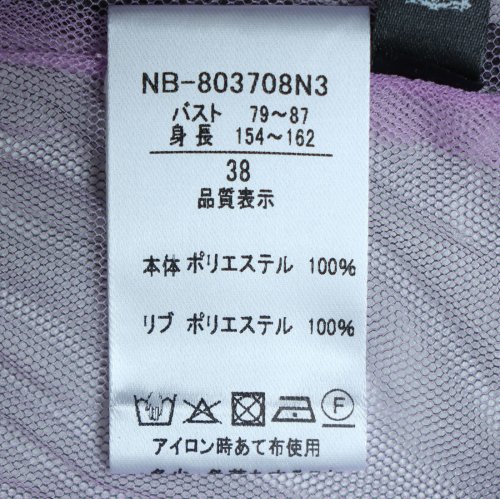 NB-803708N3
バスト 79～87
身長 154～162
38
品質表示
本体 ポリエステル 100%
リブ ポリエステル 100%
F
アイロン時あて布使用